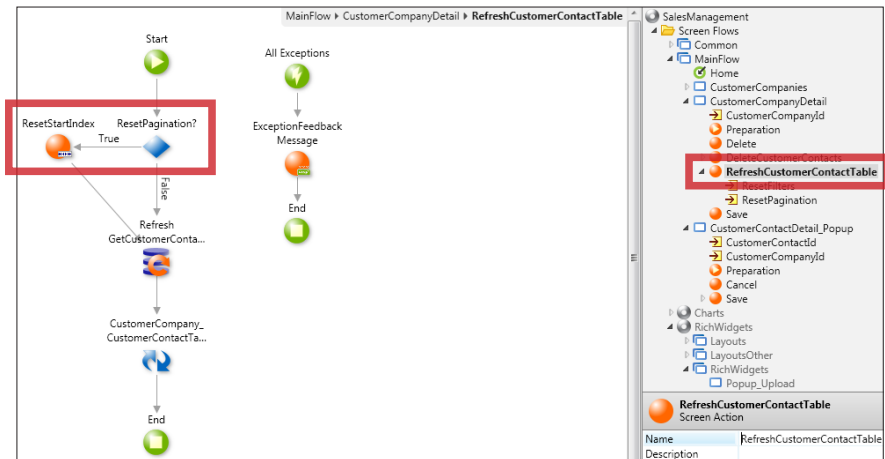 MainFlow ▸ CustomerCompanyDetail ▸ RefreshCustomerContactTable
Start
All Exceptions
ResetStartIndex
ResetPagination?
True
False
ExceptionFeedback
Message
End
Refresh
GetCustomerConta...
CustomerCompany_
CustomerContactTa...
End
SalesManagement
Screen Flows
Common
MainFlow
Home
CustomerCompanies
CustomerCompanyDetail
CustomerCompanyId
Preparation
Delete
DeleteCustomerContacts
RefreshCustomerContactTable
ResetFilters
ResetPagination
Save
CustomerContactDetail_Popup
CustomerContactId
CustomerCompanyId
Preparation
Cancel
Save
Charts
RichWidgets
Layouts
LayoutsOther
RichWidgets
Popup_Upload
RefreshCustomerContactTable
Screen Action
Name RefreshCustomerContactTable
Description